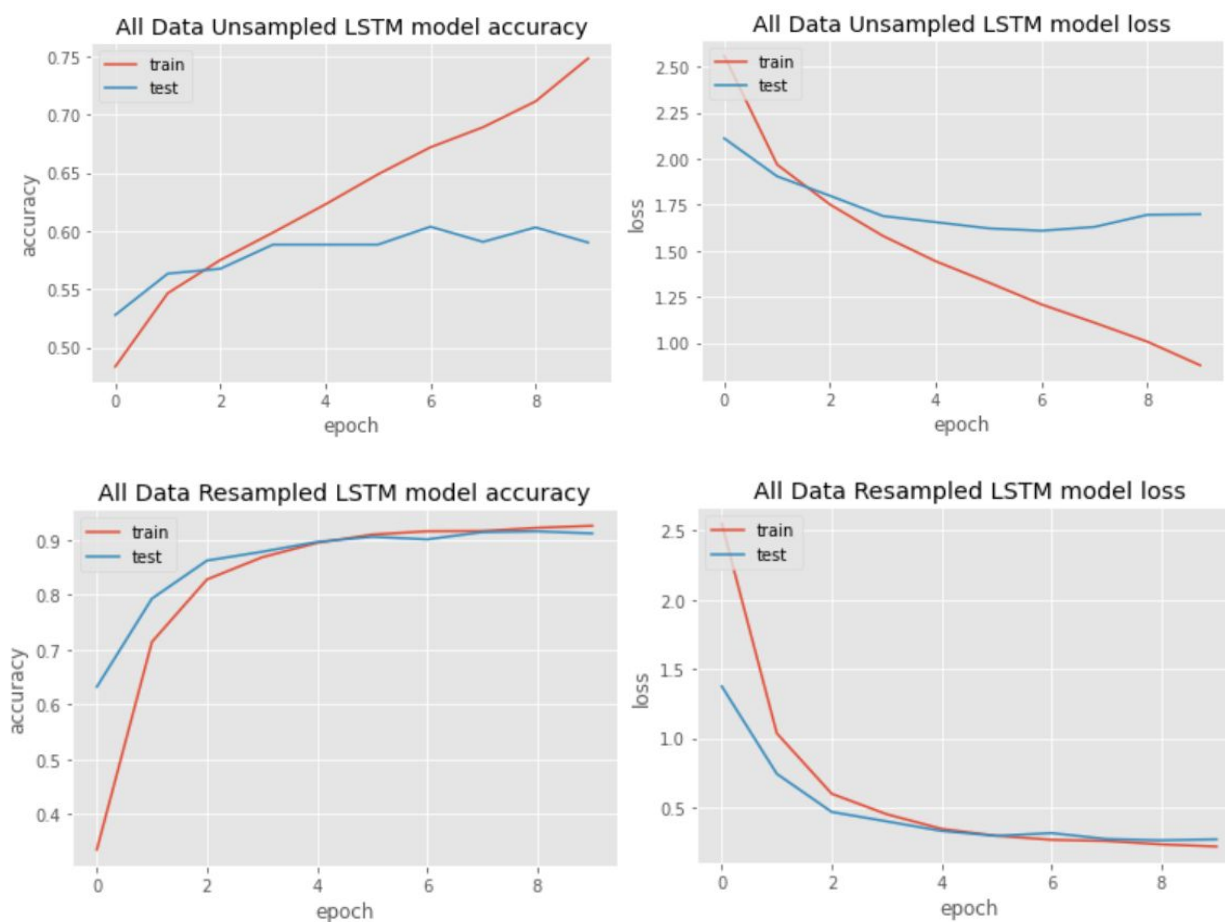 All Data Unsampled LSTM model accuracy
train
test
0.75
0.70
0.65
0.60
0.55
0.50
accuracy
0 2 4 6 8
epoch
All Data Unsampled LSTM model loss
train
test
2.50
2.25
2.00
1.75
1.50
1.25
1.00
loss
0 2 4 6 8
epoch
All Data Resampled LSTM model accuracy
train
test
0.9
0.8
0.7
0.6
0.5
0.4
accuracy
0 2 4 6 8
epoch
All Data Resampled LSTM model loss
train
test
2.5
2.0
1.5
1.0
0.5
loss
0 2 4 6 8
epoch